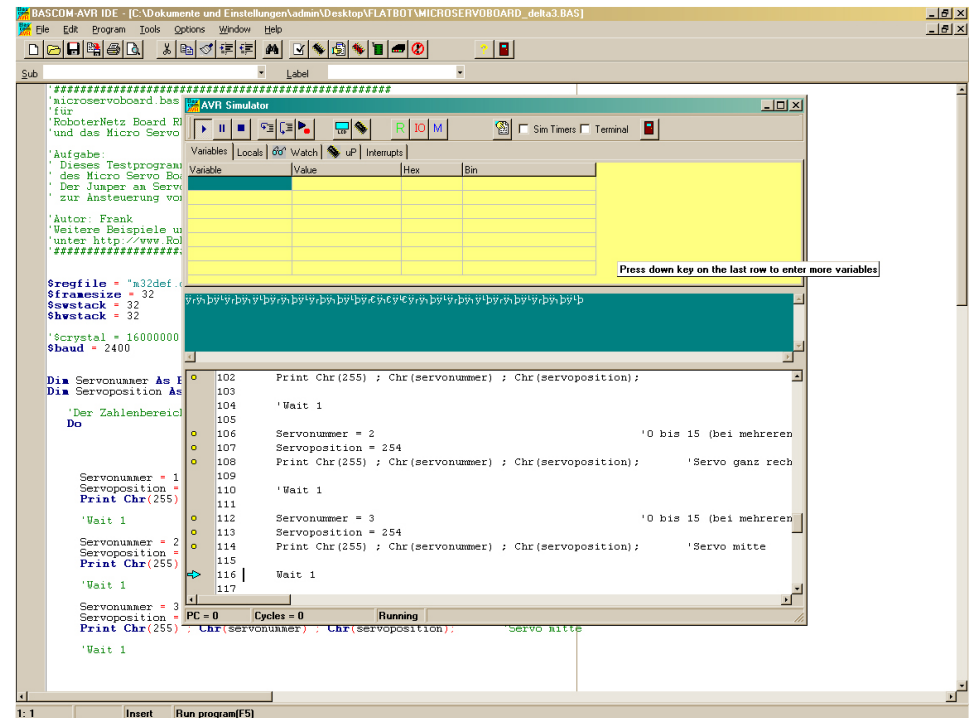 BASCOM-AVR IDE - [C:\Dokumente und Einstellungen\admin\Desktop\FLATBOT\MICROSERVOBOARD_delta3.BAS]
File Edit Program Tools Options Window Help
Sub Label
'###################################################
'microservoboard.bas
'für
'RoboterNetz Board
'und das Micro Servo
'Aufgabe:
' Dieses Testprogramm
' des Micro Servo
' Der Jumper am Servo
' zur Ansteuerung
'Autor: Frank
'Weitere Beispiele
'unter
'###################
$regfile = "m32def.
$framesize = 32
$swstack = 32
$hwstack = 32
'$crystal = 16000000
$baud = 2400
Dim Servonummer As
Dim Servoposition As
'Der Zahlenbereich
Do
Servonummer = 1
Servoposition =
Print Chr(255)
'Wait 1
Servonummer = 2
Servoposition =
Print Chr(255)
'Wait 1
Servonummer = 3
Servoposition =
Print Chr(255) ; Chr(servonummer) ; Chr(servoposition); 'Servo mitte
'Wait 1
AVR Simulator
R IO M Sim Timers Terminal
Variables Locals Watch uP Interrupts
Variable Value Hex Bin
Press down key on the last row to enter more variables
102 Print Chr(255) ; Chr(servonummer) ; Chr(servoposition);
103
104 'Wait 1
105
106 Servonummer = 2 '0 bis 15 (bei mehreren
107 Servoposition = 254
108 Print Chr(255) ; Chr(servonummer) ; Chr(servoposition); 'Servo ganz rech
109
110 'Wait 1
111
112 Servonummer = 3 '0 bis 15 (bei mehreren
113 Servoposition = 254
114 Print Chr(255) ; Chr(servonummer) ; Chr(servoposition); 'Servo mitte
115
116 Wait 1
117
PC = 0 Cycles = 0 Running
1: 1 Insert Run program(F5)